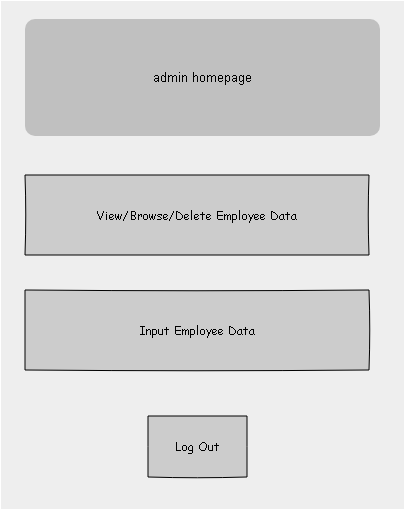 admin homepage
View/Browse/Delete Employee Data
Input Employee Data
Log Out